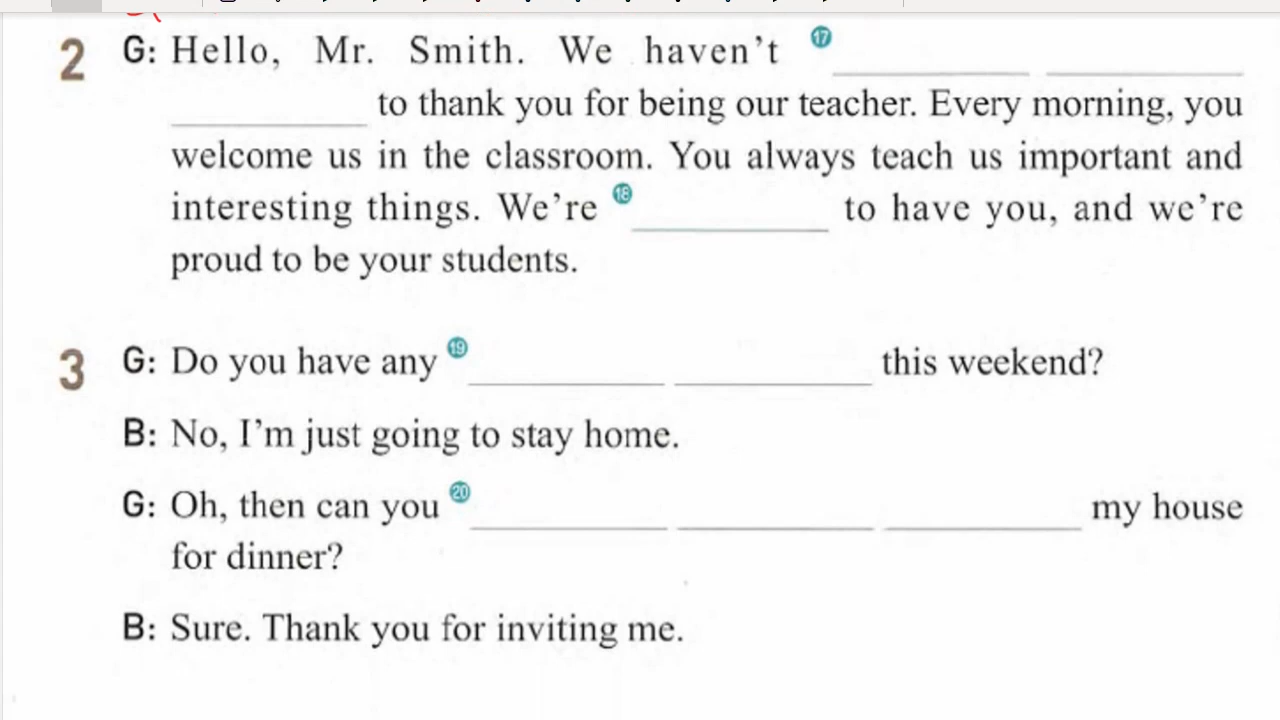 2 G: Hello, Mr. Smith. We haven't 17 ________ ________
________ to thank you for being our teacher. Every morning, you
welcome us in the classroom. You always teach us important and
interesting things. We're 18 ________ to have you, and we're
proud to be your students.
3 G: Do you have any 19 ________ ________ this weekend?
B: No, I'm just going to stay home.
G: Oh, then can you 20 ________ ________ ________ my house
for dinner?
B: Sure. Thank you for inviting me.